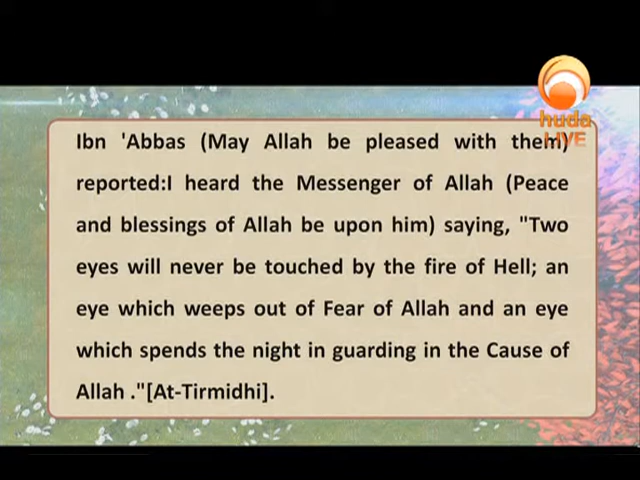 huda
LIVE
Ibn 'Abbas (May Allah be pleased with them)
reported:I heard the Messenger of Allah (Peace
and blessings of Allah be upon him) saying, "Two
eyes will never be touched by the fire of Hell; an
eye which weeps out of Fear of Allah and an eye
which spends the night in guarding in the Cause of
Allah ."[At-Tirmidhi].